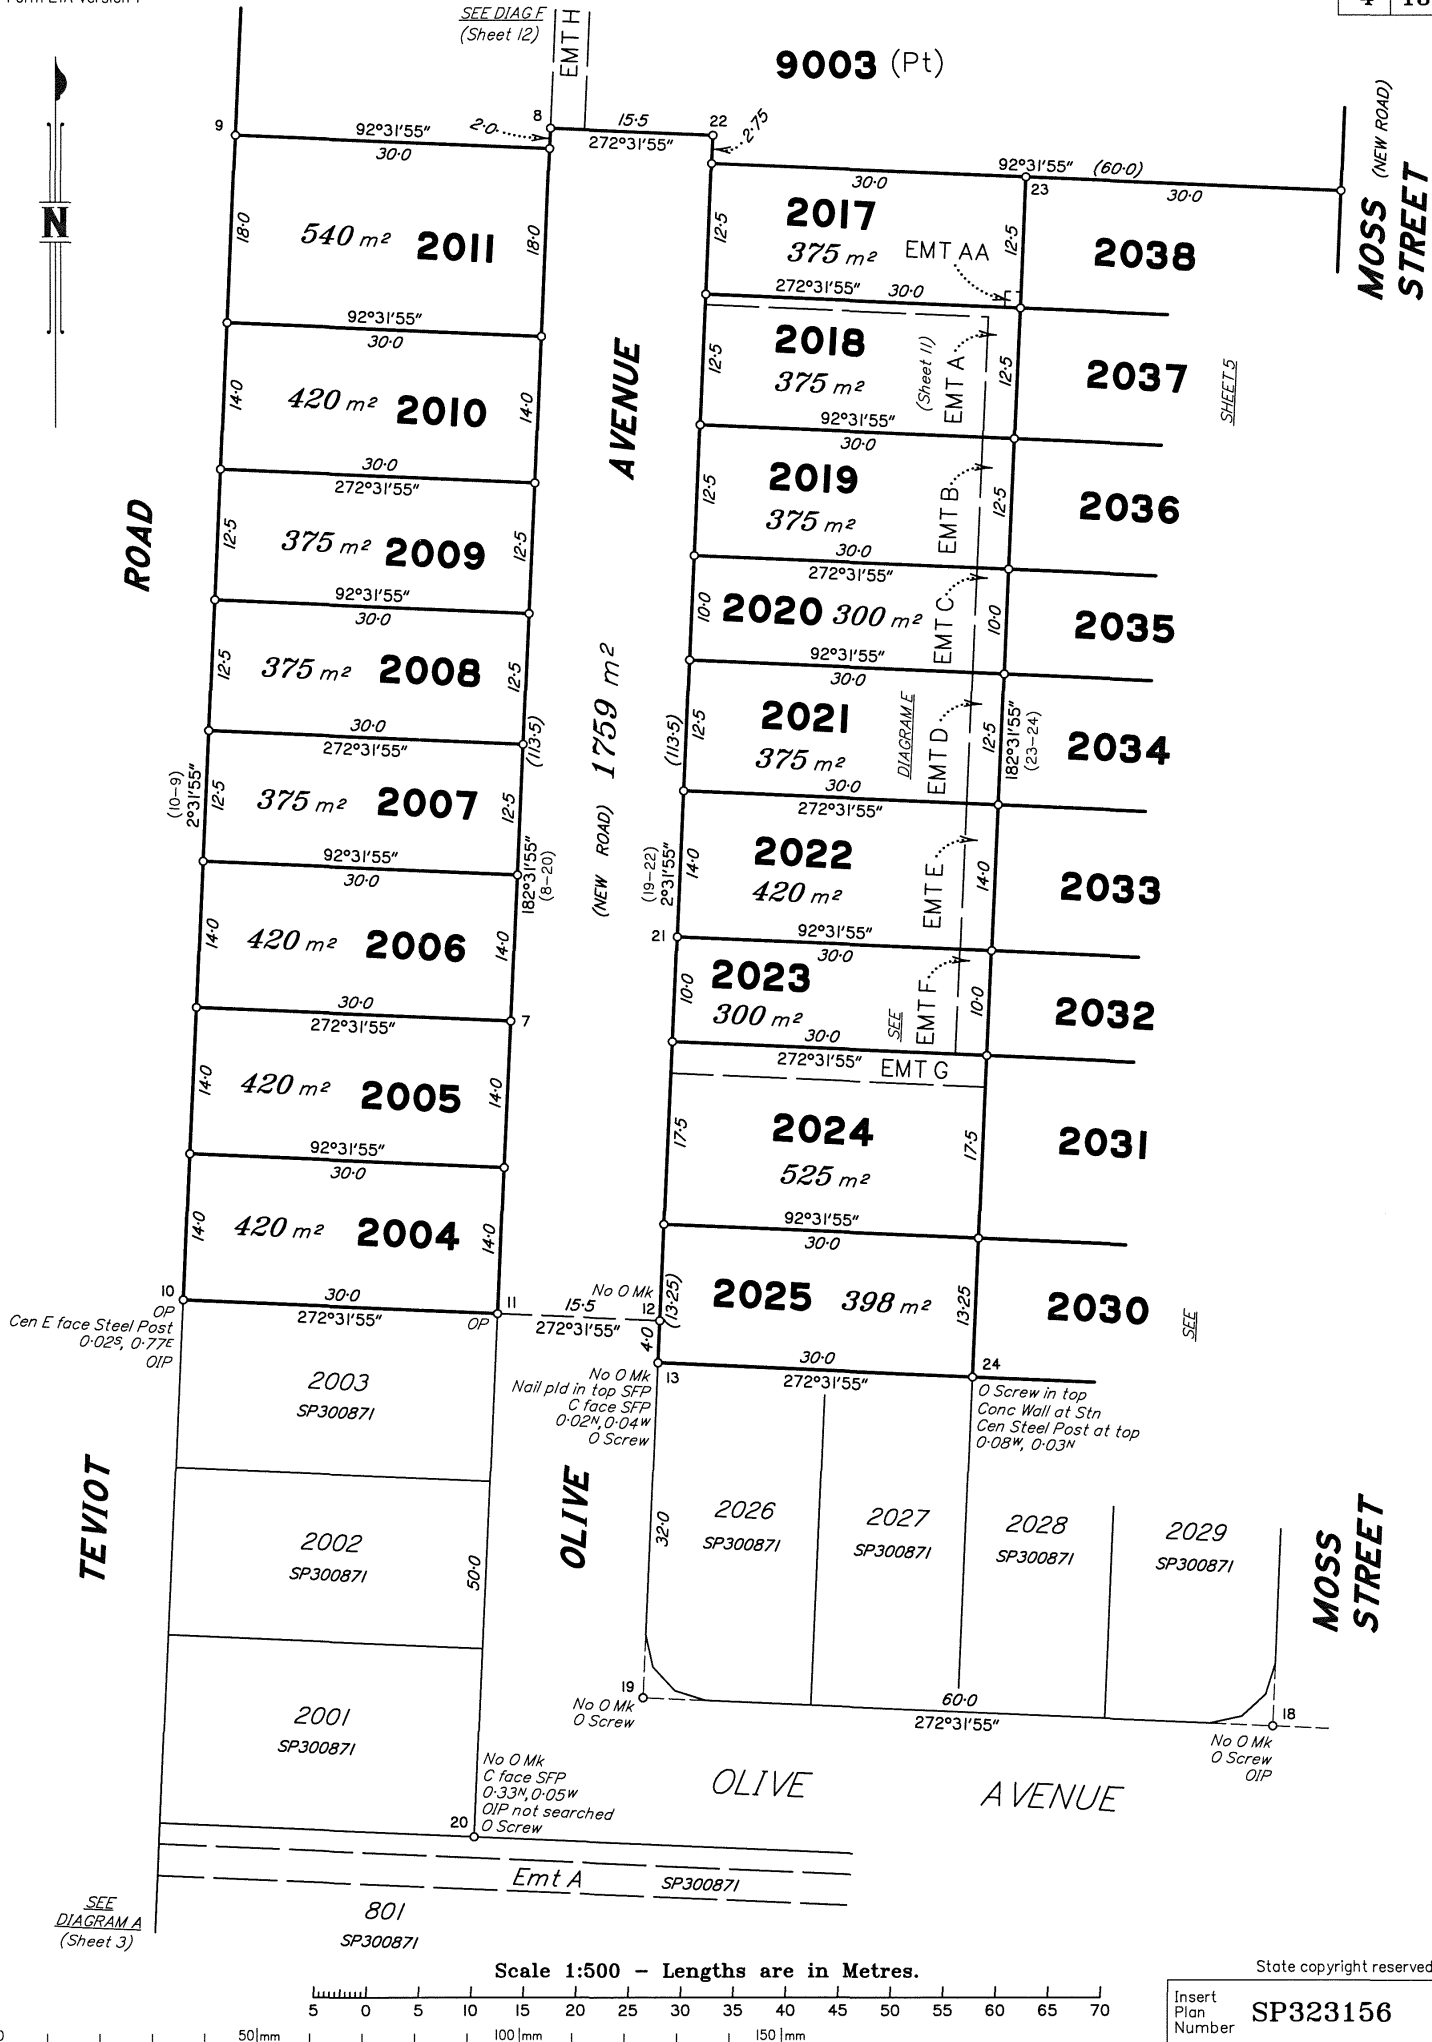 SEE DIAG F
(Sheet 12)
EMT H
9003 (Pt)
MOSS (NEW ROAD)
STREET
N
9
92°31'55"
30·0
2·0
8
15·5
272°31'55"
22
2·75
92°31'55" (60·0)
30·0
23
30·0
18·0
540 m² 2011
18·0
12·5
2017
375 m²
EMT AA
12·5
2038
272°31'55" 30·0
92°31'55"
30·0
AVENUE
12·5
2018
375 m²
(Sheet 11)
EMT A
12·5
2037
SHEET 5
14·0
420 m² 2010
14·0
92°31'55"
30·0
30·0
272°31'55"
12·5
2019
375 m²
EMT B
12·5
2036
ROAD
12·5
375 m² 2009
12·5
30·0
272°31'55"
92°31'55"
30·0
10·0
2020 300 m²
EMT C
10·0
2035
12·5
375 m² 2008
12·5
(NEW ROAD) 1759 m²
92°31'55"
30·0
30·0
272°31'55"
(113·5)
(113·5)
12·5
2021
375 m²
DIAGRAM E
EMT D
12·5
182°31'55"
(23-24)
2034
(10-9)
2°31'55"
12·5
375 m² 2007
12·5
30·0
272°31'55"
92°31'55"
30·0
182°31'55"
(8-20)
(19-22)
2°31'55"
14·0
2022
420 m²
EMT E
14·0
2033
14·0
420 m² 2006
14·0
21
92°31'55"
30·0
30·0
272°31'55"
7
10·0
2023
300 m²
SEE
EMT F
10·0
2032
30·0
272°31'55"
EMT G
14·0
420 m² 2005
14·0
17·5
2024
525 m²
17·5
2031
92°31'55"
30·0
92°31'55"
30·0
14·0
420 m² 2004
14·0
10
30·0
272°31'55"
11
OP
15·5
272°31'55"
No O Mk
12
(13·25)
4·0
2025 398 m²
13·25
2030
SEE
OP
Cen E face Steel Post
0·02S, 0·77E
OIP
30·0
272°31'55"
24
13
No O Mk
Nail pld in top SFP
C face SFP
0·02N, 0·04W
O Screw
O Screw in top
Conc Wall at Stn
Cen Steel Post at top
0·08W, 0·03N
2003
SP300871
TEVIOT
OLIVE
2002
SP300871
50·0
32·0
2026
SP300871
2027
SP300871
2028
SP300871
2029
SP300871
MOSS
STREET
19
No O Mk
O Screw
60·0
272°31'55"
18
No O Mk
O Screw
OIP
2001
SP300871
No O Mk
C face SFP
0·33N, 0·05W
OIP not searched
O Screw
20
OLIVE AVENUE
Emt A SP300871
SEE
DIAGRAM A
(Sheet 3)
801
SP300871
Scale 1:500 – Lengths are in Metres.
5 0 5 10 15 20 25 30 35 40 45 50 55 60 65 70
50 mm 100 mm 150 mm
State copyright reserved
Insert
Plan
Number
SP323156